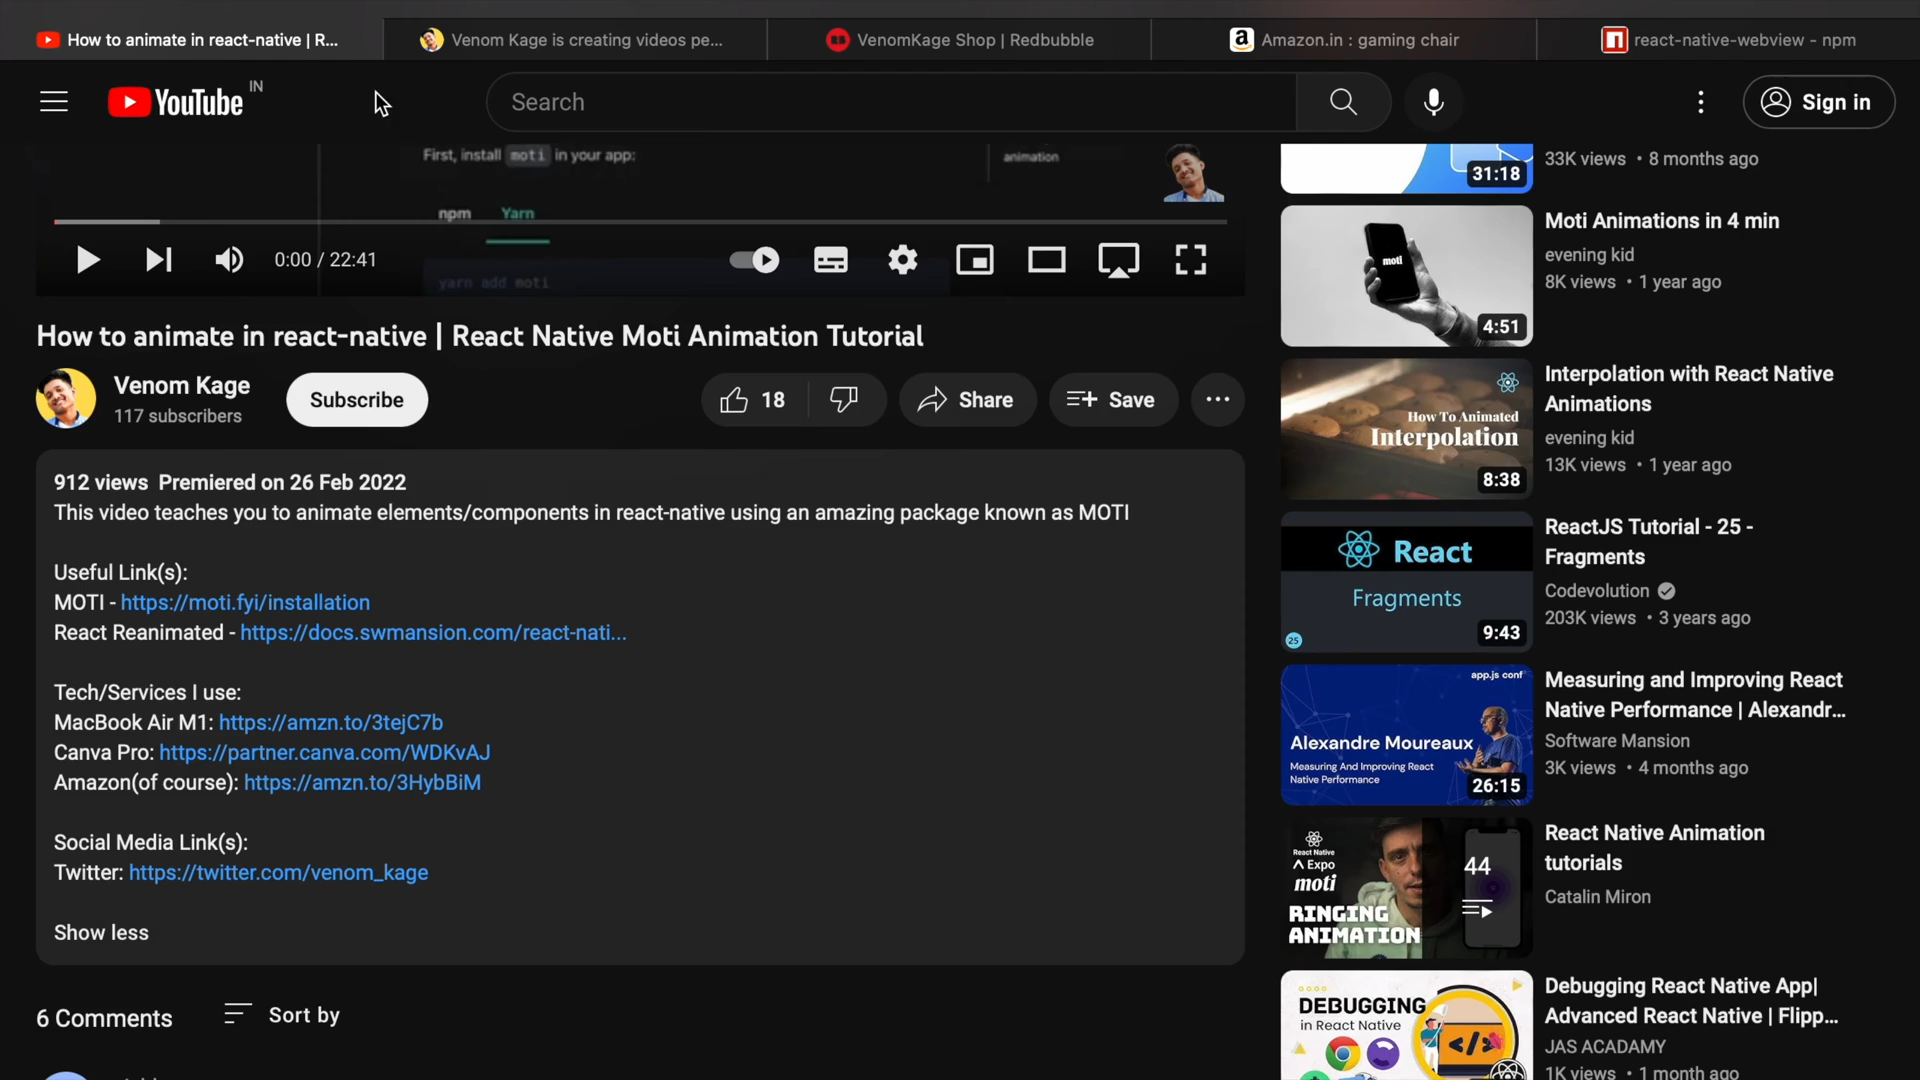 How to animate in react-native | R...
Venom Kage is creating videos pe...
VenomKage Shop | Redbubble
Amazon.in : gaming chair
react-native-webview - npm
YouTube IN
Search
Sign in
First, install moti in your app:
animation
npm Yarn
0:00 / 22:41
yarn add moti
How to animate in react-native | React Native Moti Animation Tutorial
Venom Kage
117 subscribers
Subscribe
18
Share
Save
912 views Premiered on 26 Feb 2022
This video teaches you to animate elements/components in react-native using an amazing package known as MOTI
Useful Link(s):
MOTI - https://moti.fyi/installation
React Reanimated - https://docs.swmansion.com/react-nati...
Tech/Services I use:
MacBook Air M1: https://amzn.to/3tejC7b
Canva Pro: https://partner.canva.com/WDKvAJ
Amazon(of course): https://amzn.to/3HybBiM
Social Media Link(s):
Twitter: https://twitter.com/venom_kage
Show less
6 Comments
Sort by
31:18
33K views • 8 months ago
moti
4:51
Moti Animations in 4 min
evening kid
8K views • 1 year ago
How To Animated
Interpolation
8:38
Interpolation with React Native
Animations
evening kid
13K views • 1 year ago
React
Fragments
25
9:43
ReactJS Tutorial - 25 -
Fragments
Codevolution
203K views • 3 years ago
app.js conf
Alexandre Moureaux
Measuring And Improving React
Native Performance
26:15
Measuring and Improving React
Native Performance | Alexandr...
Software Mansion
3K views • 4 months ago
React Native
Expo
moti
RINGING
ANIMATION
44
React Native Animation
tutorials
Catalin Miron
DEBUGGING
in React Native
</>
Debugging React Native App|
Advanced React Native | Flipp...
JAS ACADAMY
1K views • 1 month ago